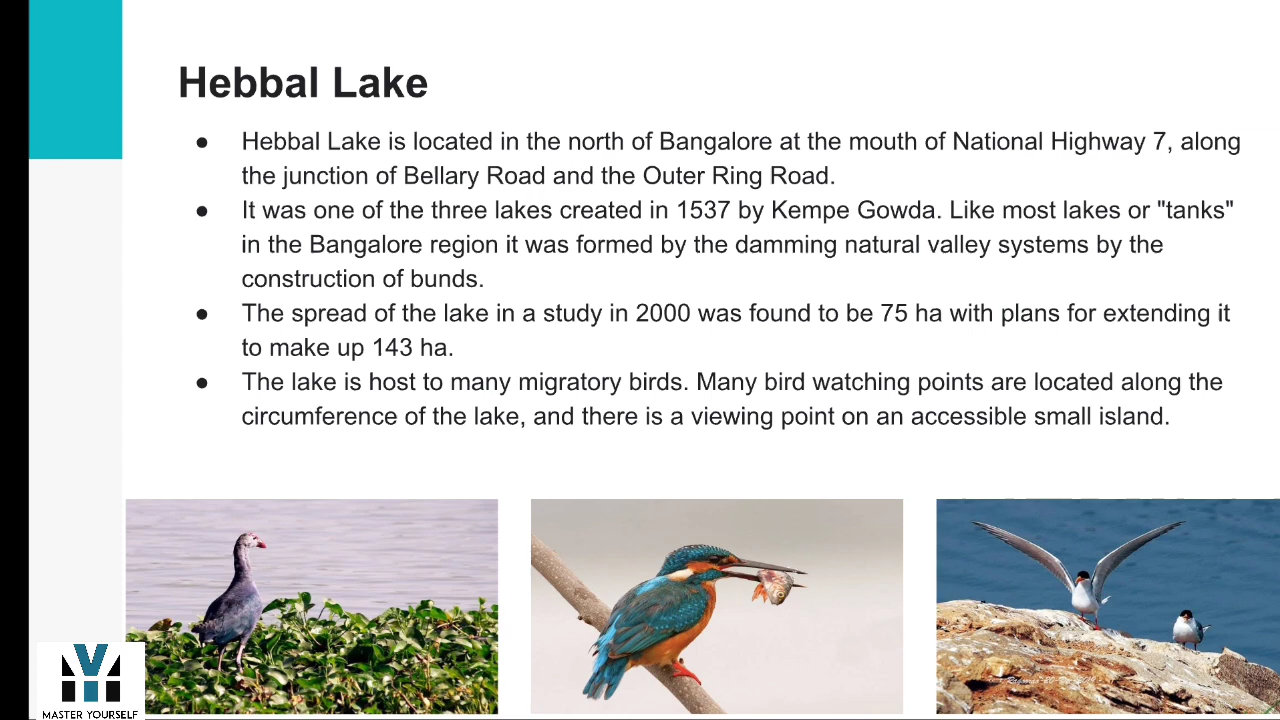 Hebbal Lake
● Hebbal Lake is located in the north of Bangalore at the mouth of National Highway 7, along
the junction of Bellary Road and the Outer Ring Road.
● It was one of the three lakes created in 1537 by Kempe Gowda. Like most lakes or "tanks"
in the Bangalore region it was formed by the damming natural valley systems by the
construction of bunds.
● The spread of the lake in a study in 2000 was found to be 75 ha with plans for extending it
to make up 143 ha.
● The lake is host to many migratory birds. Many bird watching points are located along the
circumference of the lake, and there is a viewing point on an accessible small island.
MASTER YOURSELF